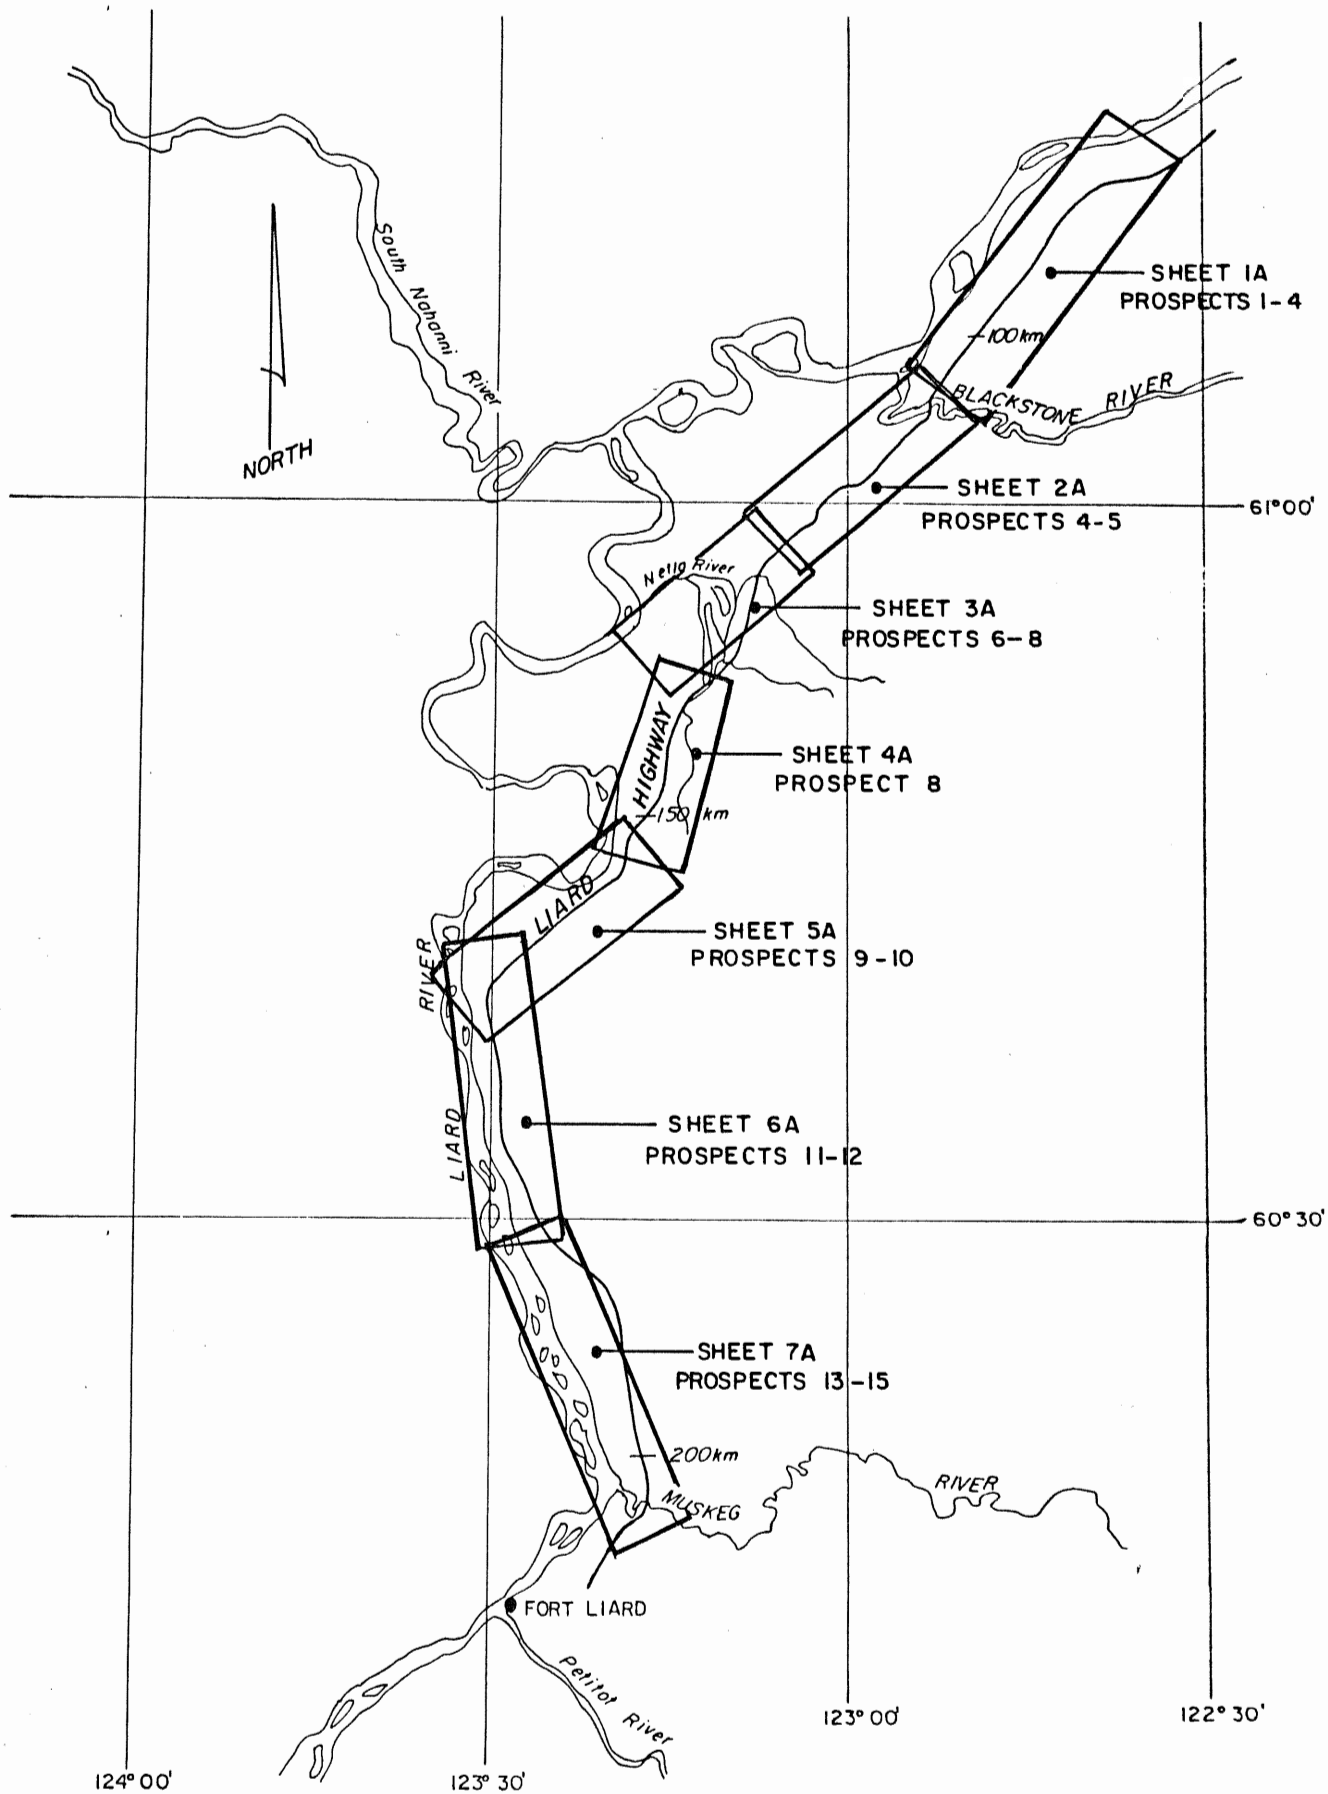 South Nahanni River
NORTH
SHEET 1A
PROSPECTS 1-4
100km
BLACKSTONE RIVER
61°00'
SHEET 2A
PROSPECTS 4-5
Netla River
SHEET 3A
PROSPECTS 6-8
HIGHWAY
SHEET 4A
PROSPECT 8
150 km
LIARD
SHEET 5A
PROSPECTS 9-10
RIVER
LIARD
SHEET 6A
PROSPECTS 11-12
60°30'
SHEET 7A
PROSPECTS 13-15
200km
MUSKEG
RIVER
FORT LIARD
Petitot River
123°00'
122°30'
124°00'
123°30'